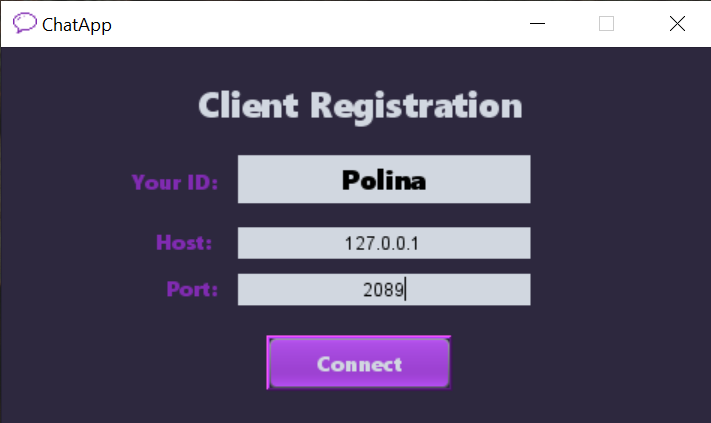 ChatApp
Client Registration
Your ID: Polina
Host: 127.0.0.1
Port: 2089
Connect